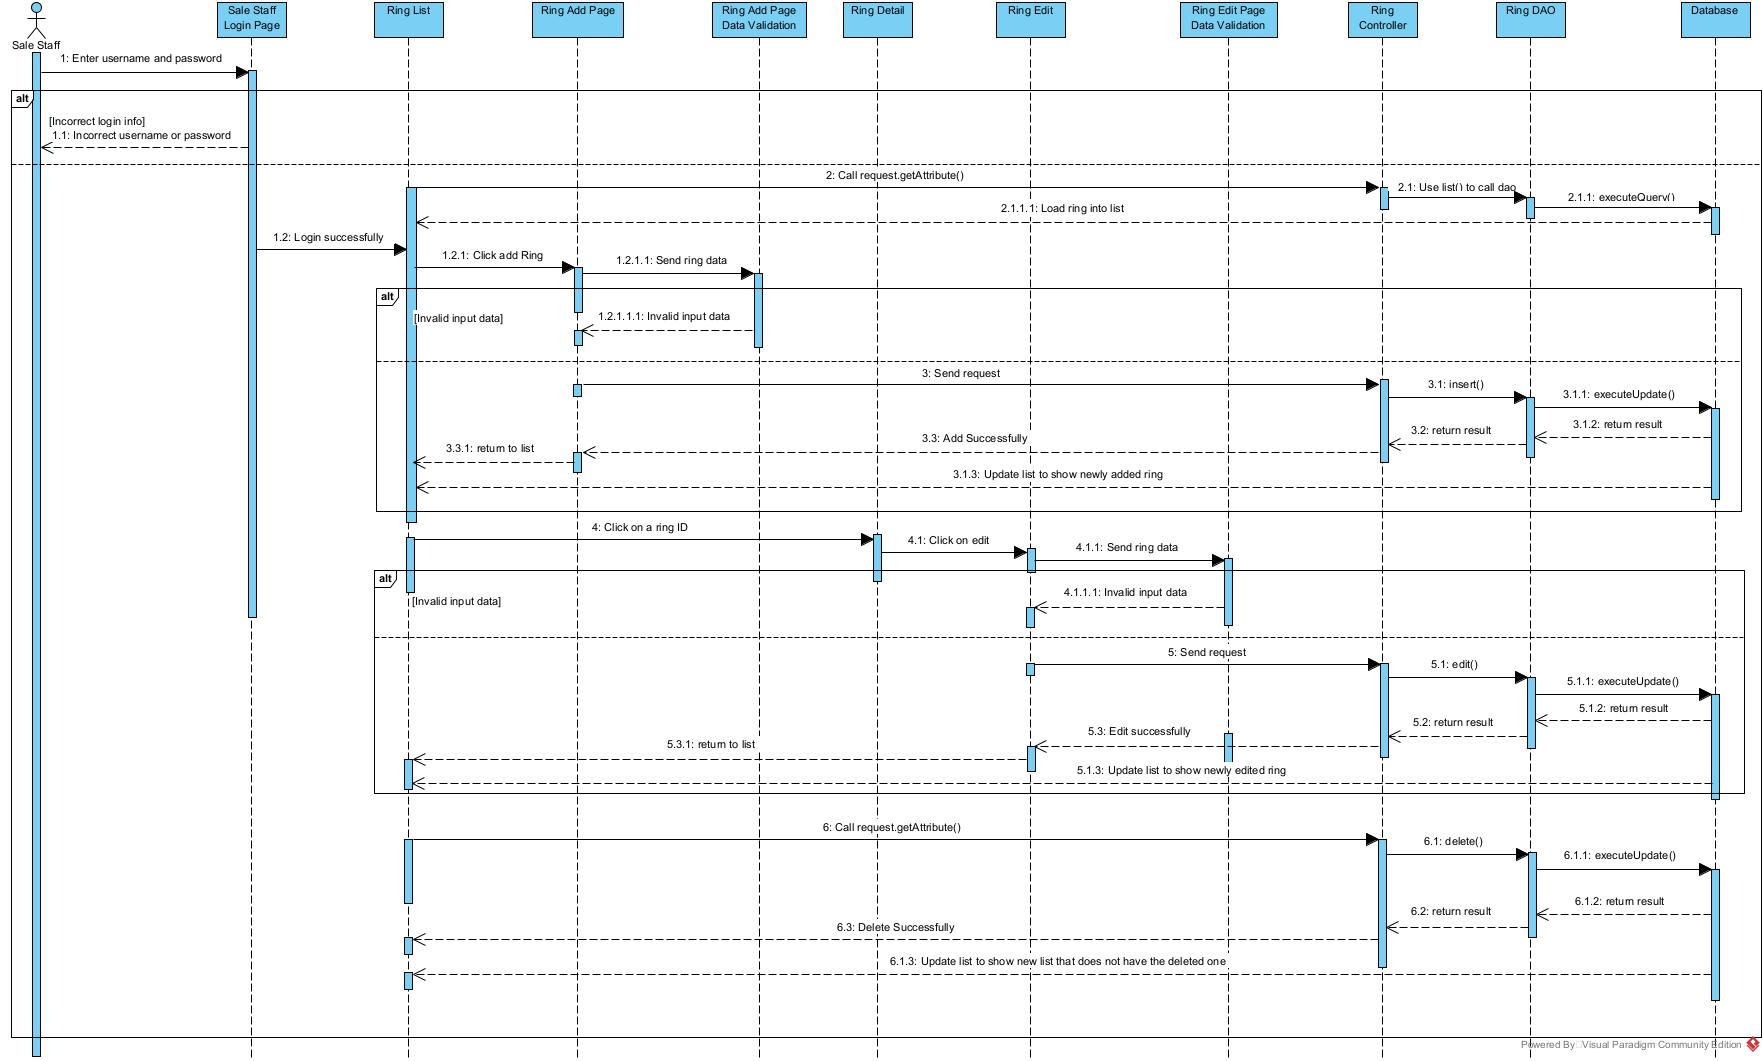 Sale Staff
Sale Staff
Login Page
Ring List
Ring Add Page
Ring Add Page
Data Validation
Ring Detail
Ring Edit
Ring Edit Page
Data Validation
Ring
Controller
Ring DAO
Database
1: Enter username and password
alt
[Incorrect login info]
1.1: Incorrect username or password
2: Call request.getAttribute()
2.1: Use list() to call dao
2.1.1: executeQuery()
2.1.1.1: Load ring into list
1.2: Login successfully
1.2.1: Click add Ring
1.2.1.1: Send ring data
alt
[Invalid input data]
1.2.1.1.1: Invalid input data
3: Send request
3.1: insert()
3.1.1: executeUpdate()
3.1.2: return result
3.2: return result
3.3: Add Successfully
3.3.1: return to list
3.1.3: Update list to show newly added ring
4: Click on a ring ID
4.1: Click on edit
4.1.1: Send ring data
alt
[Invalid input data]
4.1.1.1: Invalid input data
5: Send request
5.1: edit()
5.1.1: executeUpdate()
5.1.2: return result
5.2: return result
5.3: Edit successfully
5.3.1: return to list
5.1.3: Update list to show newly edited ring
6: Call request.getAttribute()
6.1: delete()
6.1.1: executeUpdate()
6.1.2: return result
6.2: return result
6.3: Delete Successfully
6.1.3: Update list to show new list that does not have the deleted one
Powered By Visual Paradigm Community Edition